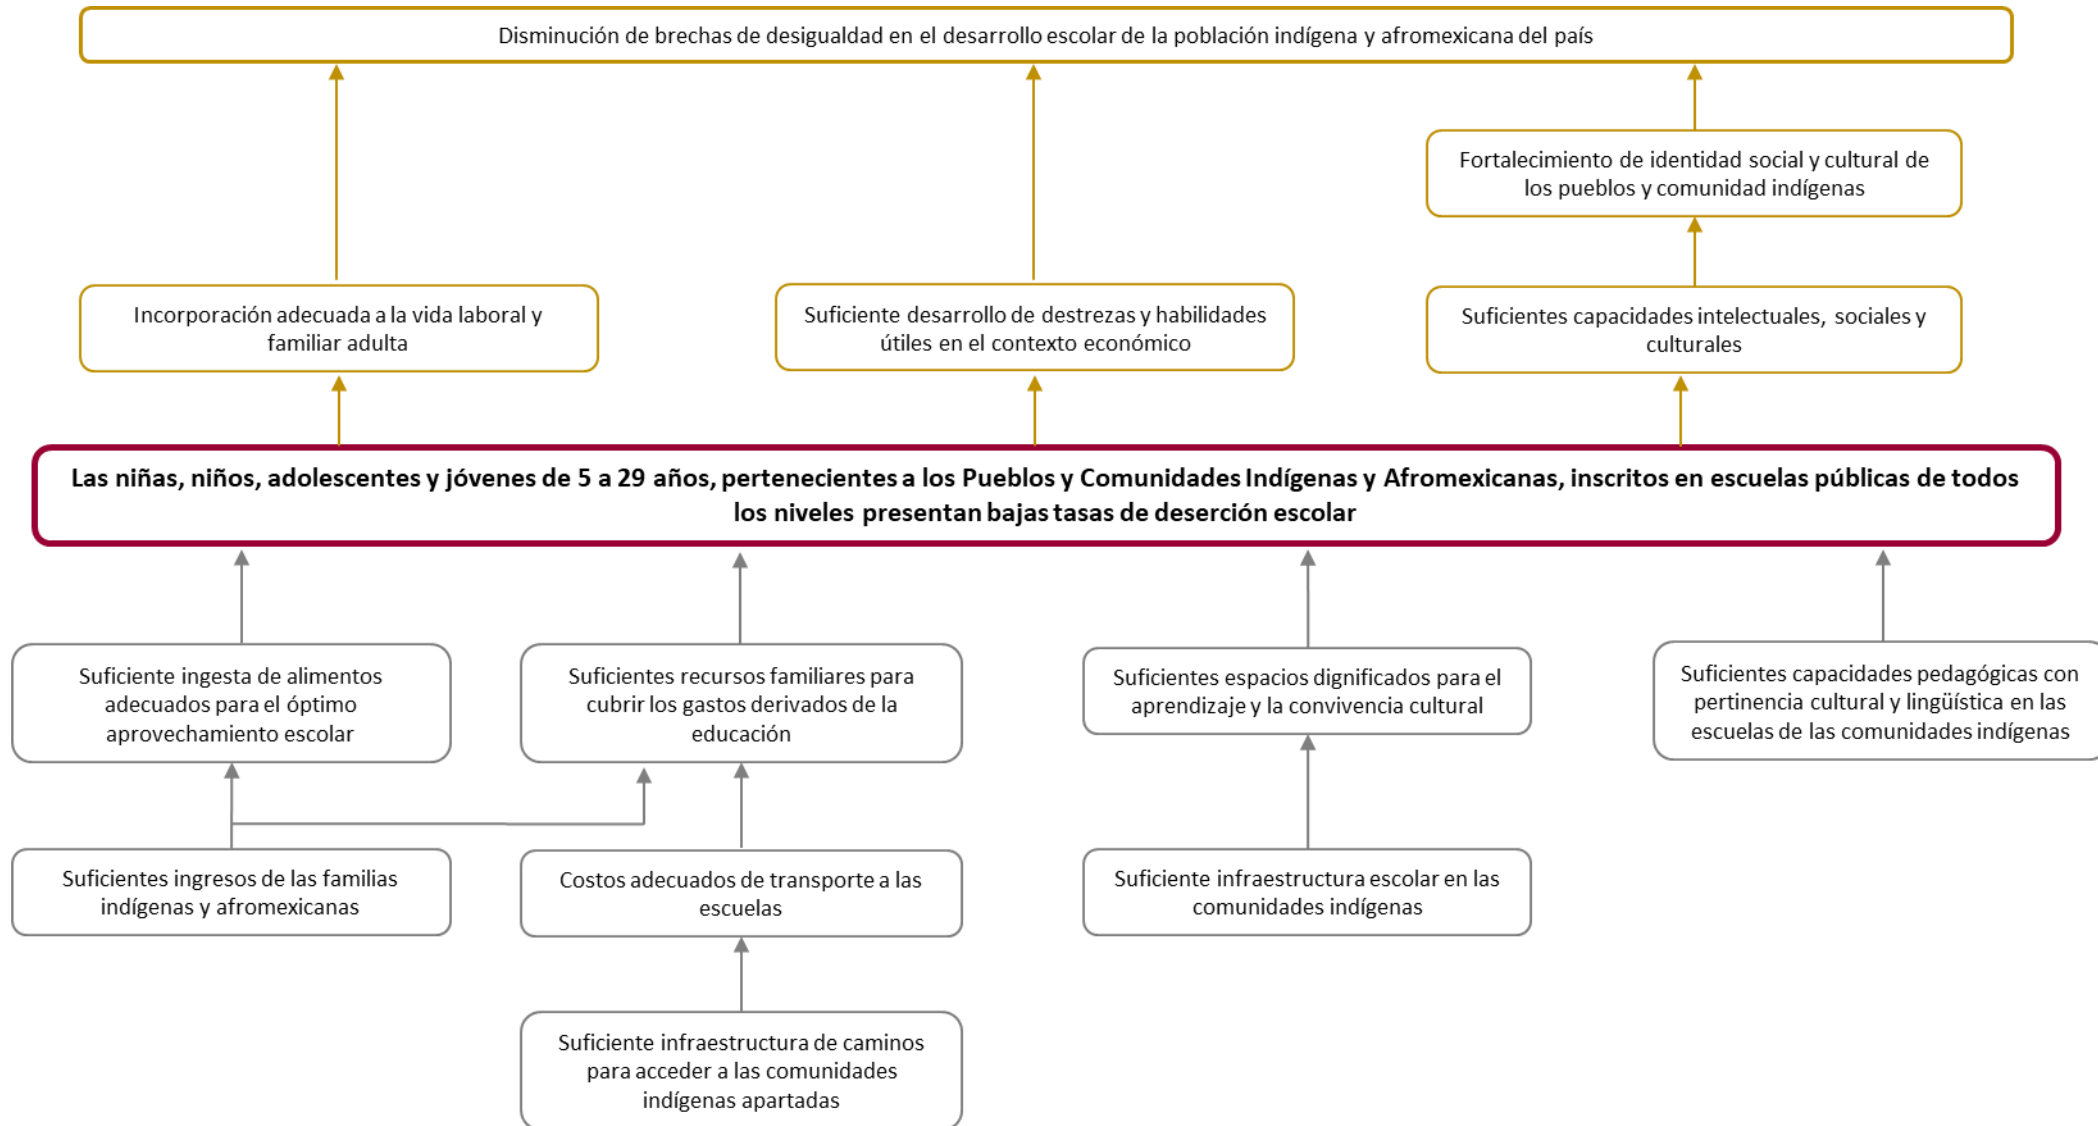 Disminución de brechas de desigualdad en el desarrollo escolar de la población indígena y afromexicana del país
Fortalecimiento de identidad social y cultural de
los pueblos y comunidad indígenas
Incorporación adecuada a la vida laboral y
familiar adulta
Suficiente desarrollo de destrezas y habilidades
útiles en el contexto económico
Suficientes capacidades intelectuales, sociales y
culturales
Las niñas, niños, adolescentes y jóvenes de 5 a 29 años, pertenecientes a los Pueblos y Comunidades Indígenas y Afromexicanas, inscritos en escuelas públicas de todos
los niveles presentan bajas tasas de deserción escolar
Suficiente ingesta de alimentos
adecuados para el óptimo
aprovechamiento escolar
Suficientes recursos familiares para
cubrir los gastos derivados de la
educación
Suficientes espacios dignificados para el
aprendizaje y la convivencia cultural
Suficientes capacidades pedagógicas con
pertinencia cultural y lingüística en las
escuelas de las comunidades indígenas
Suficientes ingresos de las familias
indígenas y afromexicanas
Costos adecuados de transporte a las
escuelas
Suficiente infraestructura escolar en las
comunidades indígenas
Suficiente infraestructura de caminos
para acceder a las comunidades
indígenas apartadas